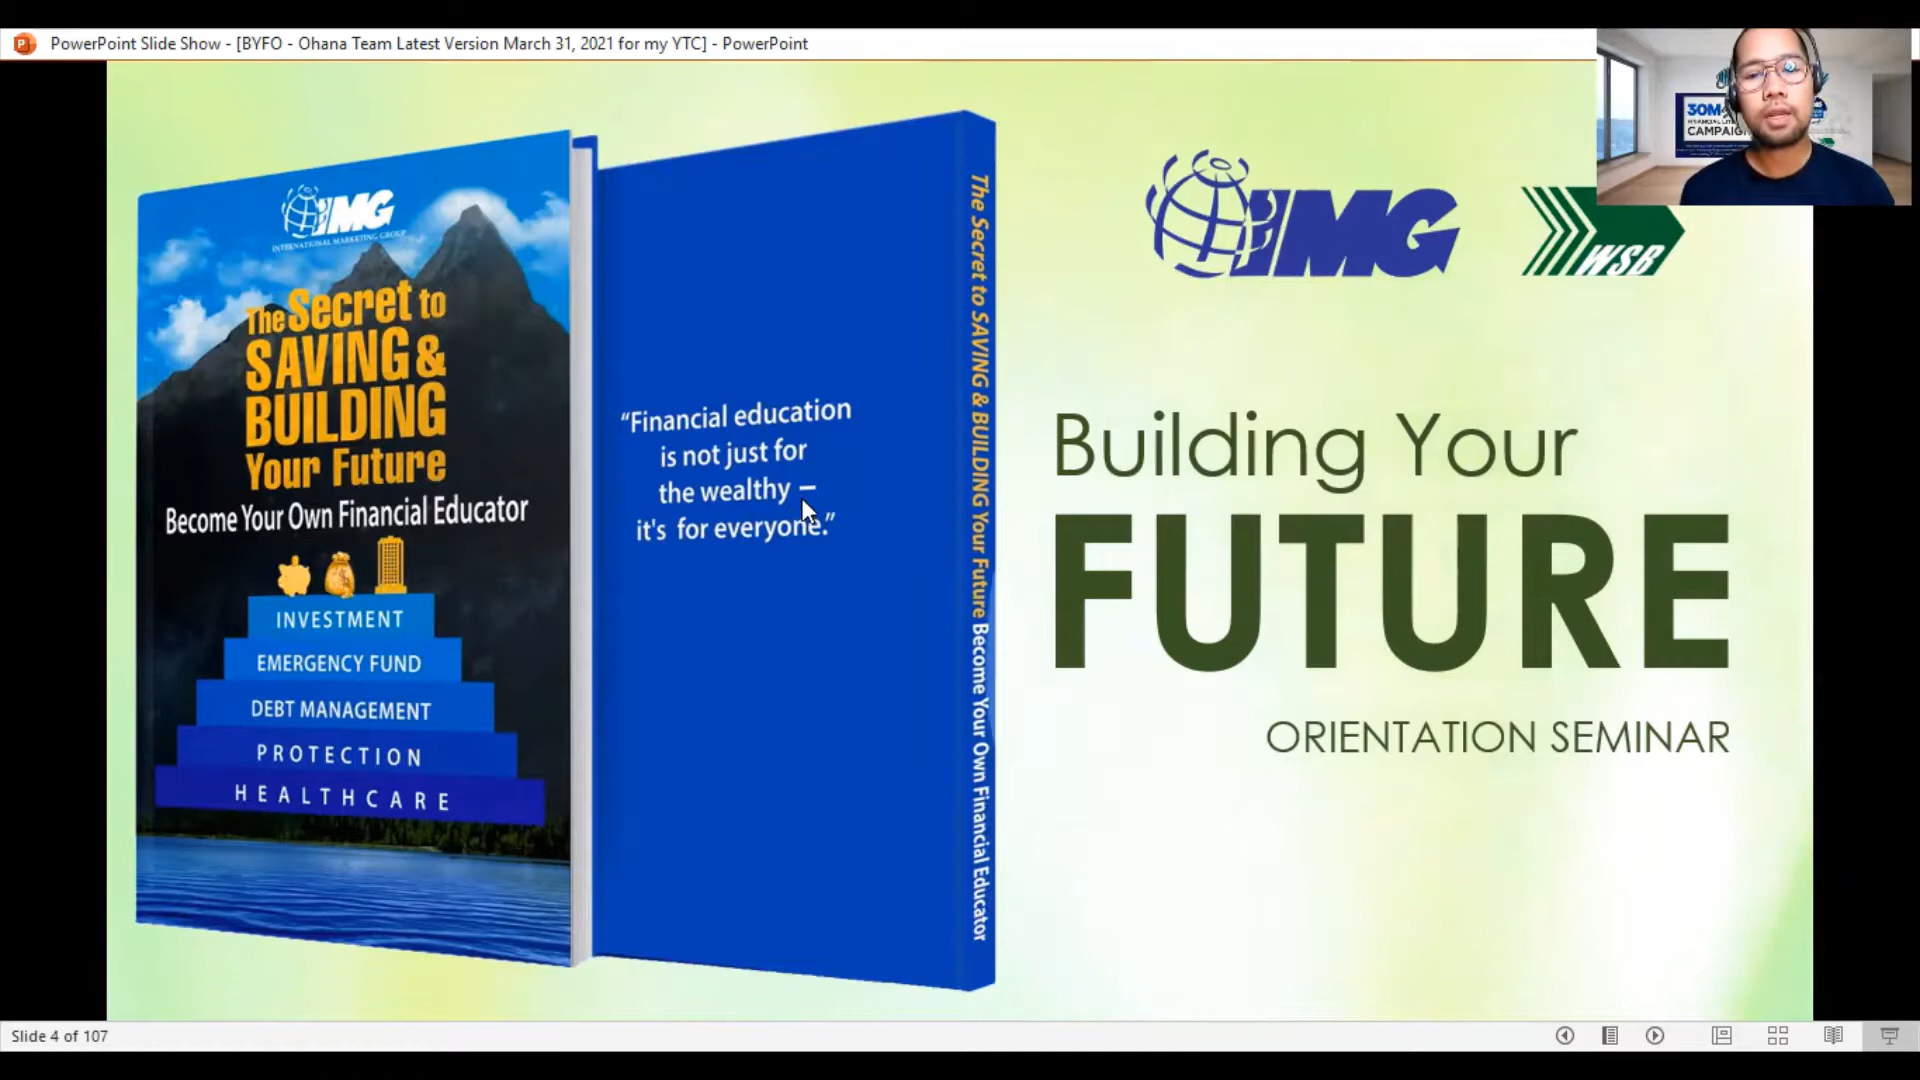 PowerPoint Slide Show - [BYFO - Ohana Team Latest Version March 31, 2021 for my YTC] - PowerPoint
30M
CAMPAIGN
IMG
INTERNATIONAL MARKETING GROUP
The Secret to
SAVING &
BUILDING
Your Future
Become Your Own Financial Educator
INVESTMENT
EMERGENCY FUND
DEBT MANAGEMENT
PROTECTION
HEALTHCARE
“Financial education
is not just for
the wealthy –
it's for everyone.”
The Secret to SAVING & BUILDING Your Future Become Your Own Financial Educator
IMG
WSB
Building Your
FUTURE
ORIENTATION SEMINAR
Slide 4 of 107